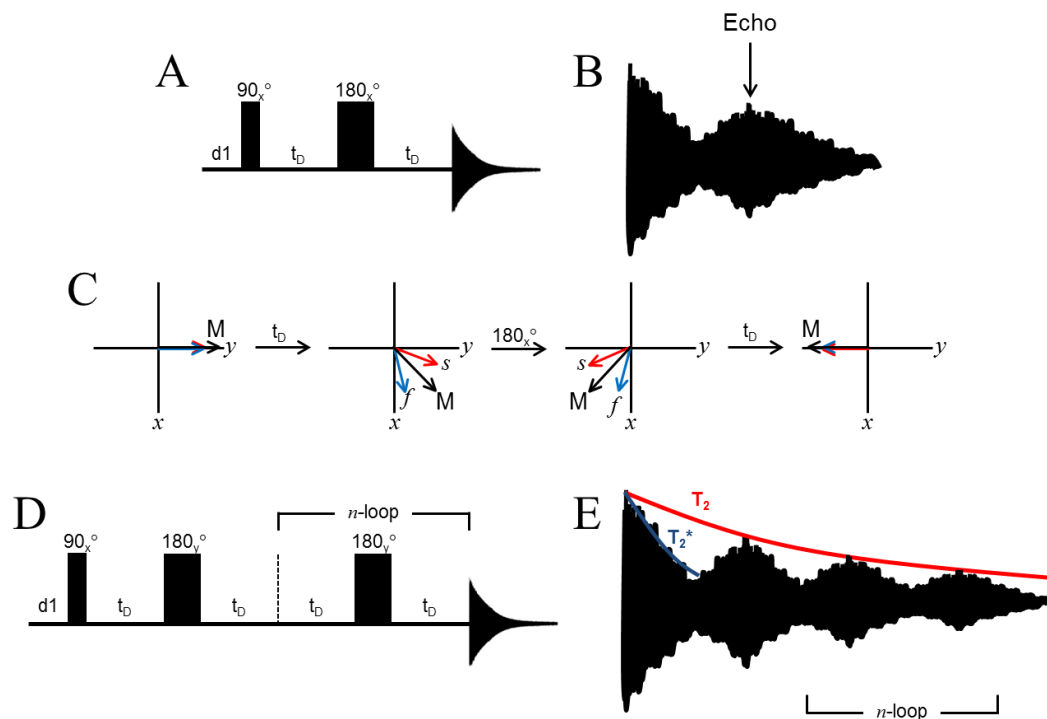 Echo
A
B
90x° 180x°
d1 tD tD
C
M y tD y s f M x 180x° y s M f x tD M y x
x
D
n-loop
90x° 180y° 180y°
d1 tD tD tD tD
E
T2
T2*
n-loop